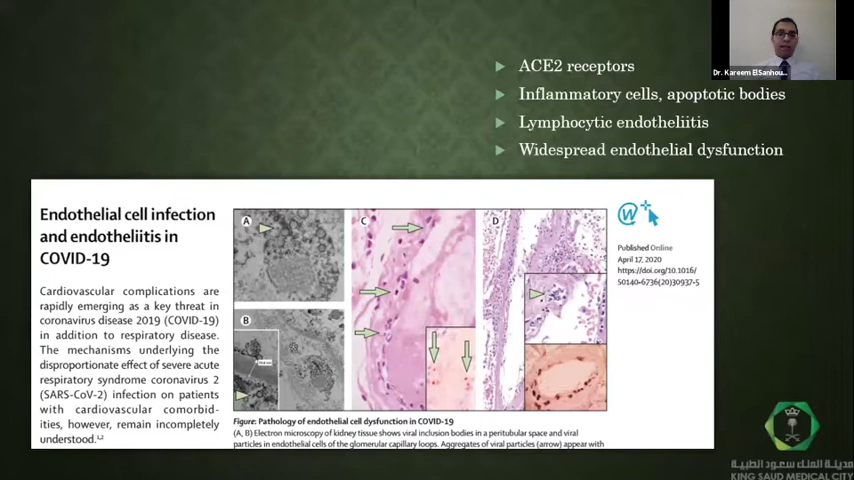 Dr. Kareem ElSanhou...
ACE2 receptors
Inflammatory cells, apoptotic bodies
Lymphocytic endotheliitis
Widespread endothelial dysfunction
Endothelial cell infection
and endotheliitis in
COVID-19
Cardiovascular complications are
rapidly emerging as a key threat in
coronavirus disease 2019 (COVID-19)
in addition to respiratory disease.
The mechanisms underlying the
disproportionate effect of severe acute
respiratory syndrome coronavirus 2
(SARS-CoV-2) infection on patients
with cardiovascular comorbid-
ities, however, remain incompletely
understood.1,2
A
B
C
D
Figure: Pathology of endothelial cell dysfunction in COVID-19
(A, B) Electron microscopy of kidney tissue shows viral inclusion bodies in a peritubular space and viral
particles in endothelial cells of the glomerular capillary loops. Aggregates of viral particles (arrow) appear with
W
Published Online
April 17, 2020
https://doi.org/10.1016/
S0140-6736(20)30937-5
مدينة الملك سعود الطبية
KING SAUD MEDICAL CITY